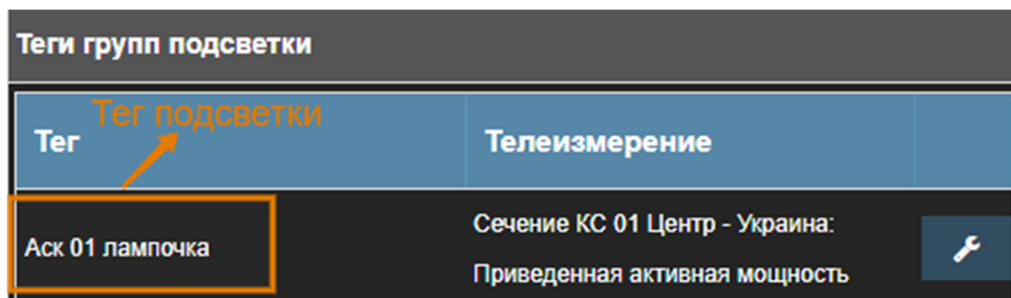 Теги групп подсветки
Тег подсветки
Тег
Телеизмерение
Аск 01 лампочка
Сечение КС 01 Центр - Украина:
Приведенная активная мощность